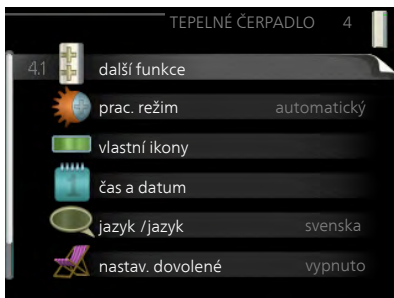 TEPELNÉ ČERPADLO 4
4.1 další funkce
prac. režim automatický
vlastní ikony
čas a datum
jazyk /jazyk svenska
nastav. dovolené vypnuto